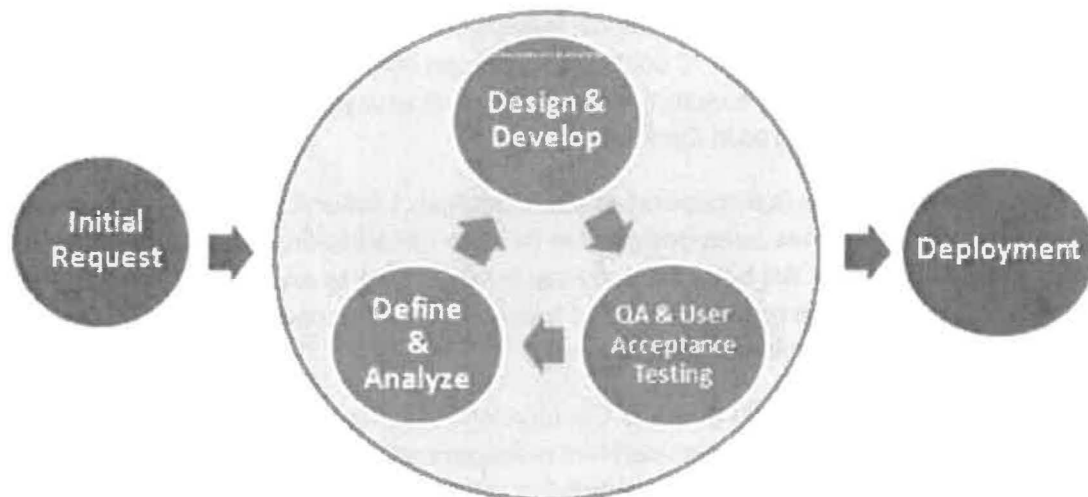 Initial
Request
Design &
Develop
Define
&
Analyze
QA & User
Acceptance
Testing
Deployment